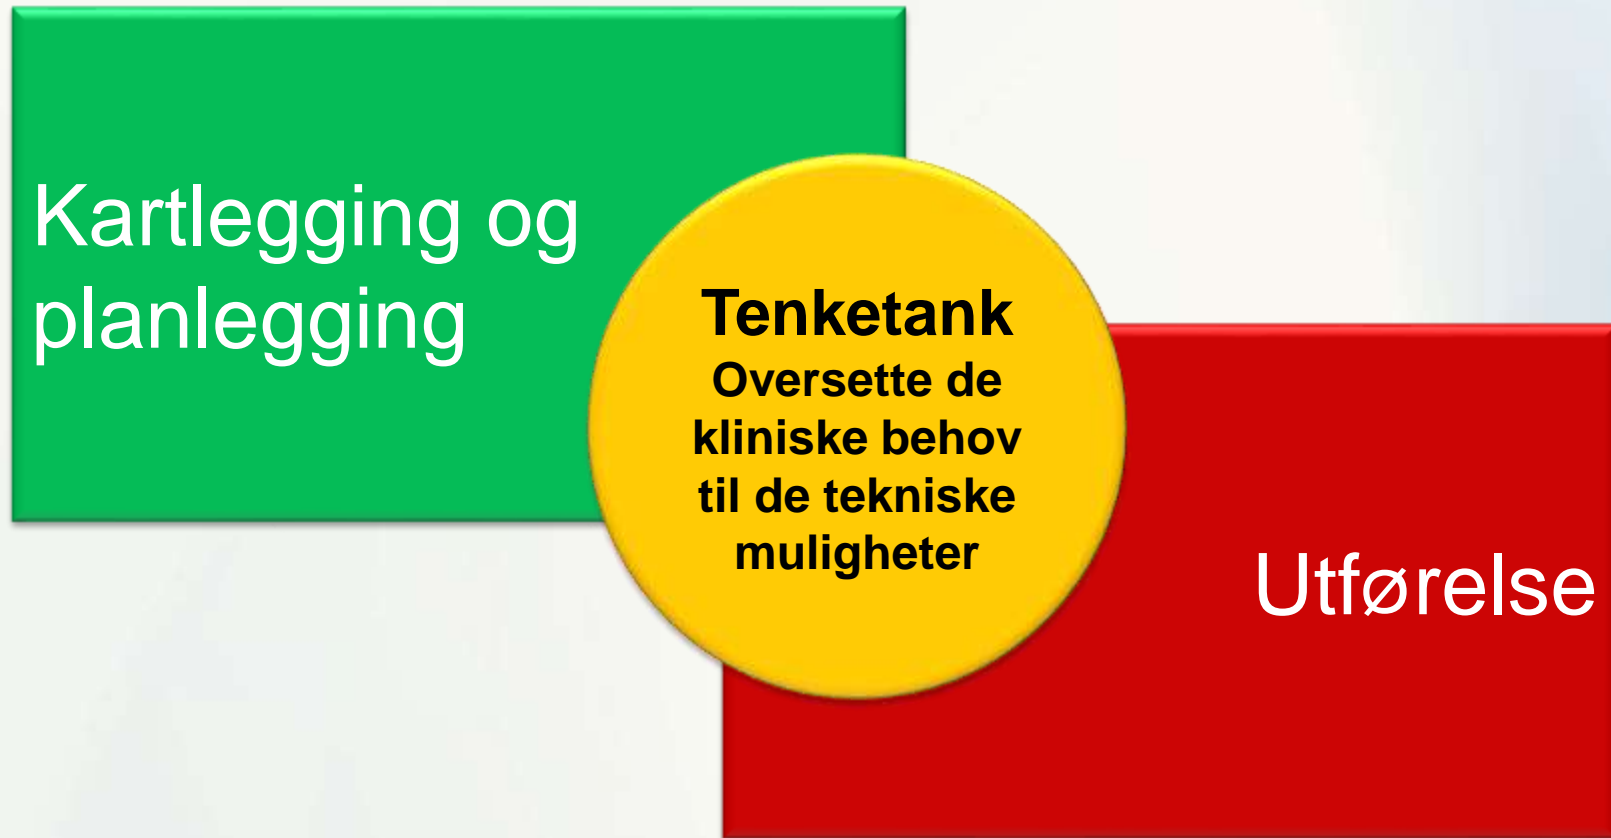 Kartlegging og
planlegging
Tenketank
Oversette de
kliniske behov
til de tekniske
muligheter
Utførelse